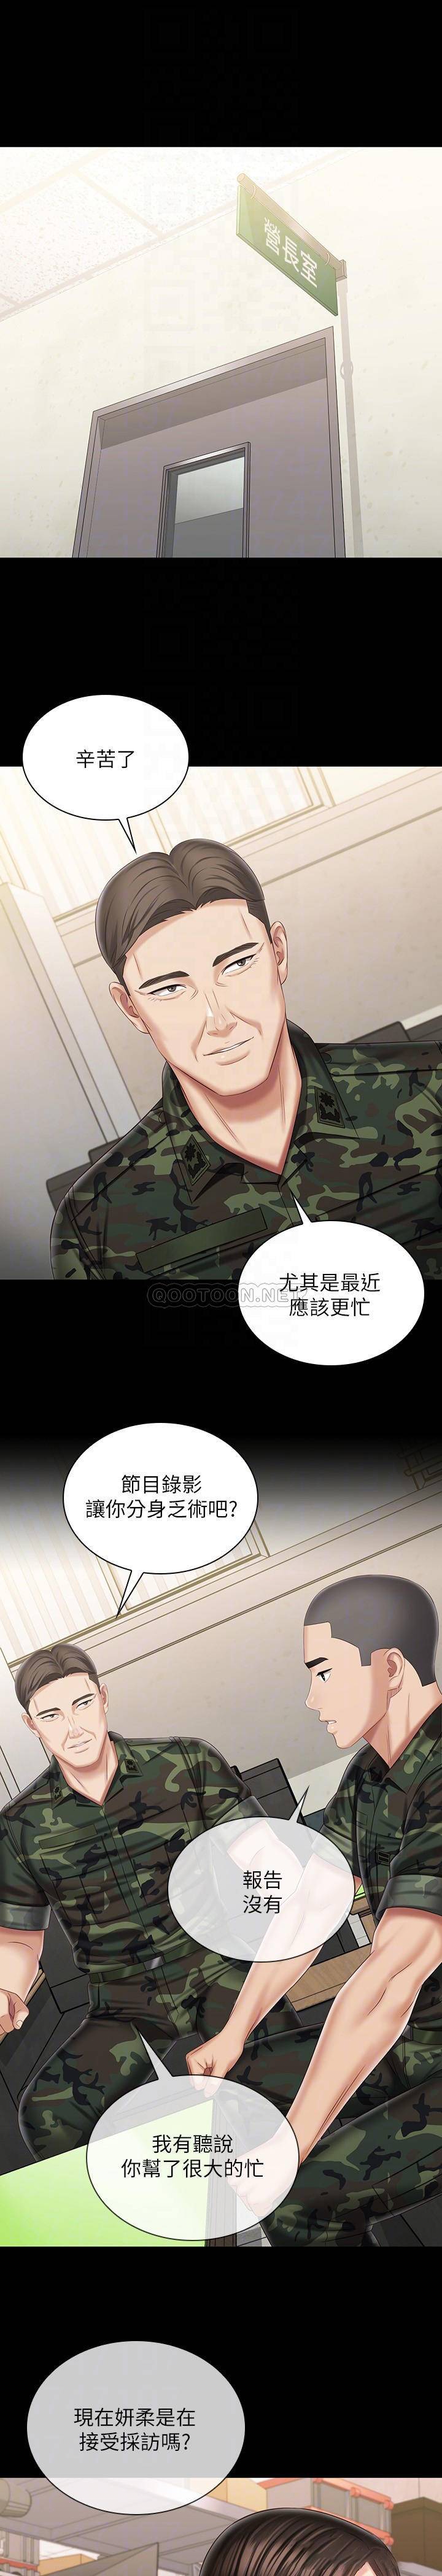 營長室
辛苦了
尤其是最近
應該更忙
QOOTOON.NET/
節目錄影
讓你分身乏術吧?
報告
沒有
我有聽說
你幫了很大的忙
現在妍柔是在
接受採訪嗎?